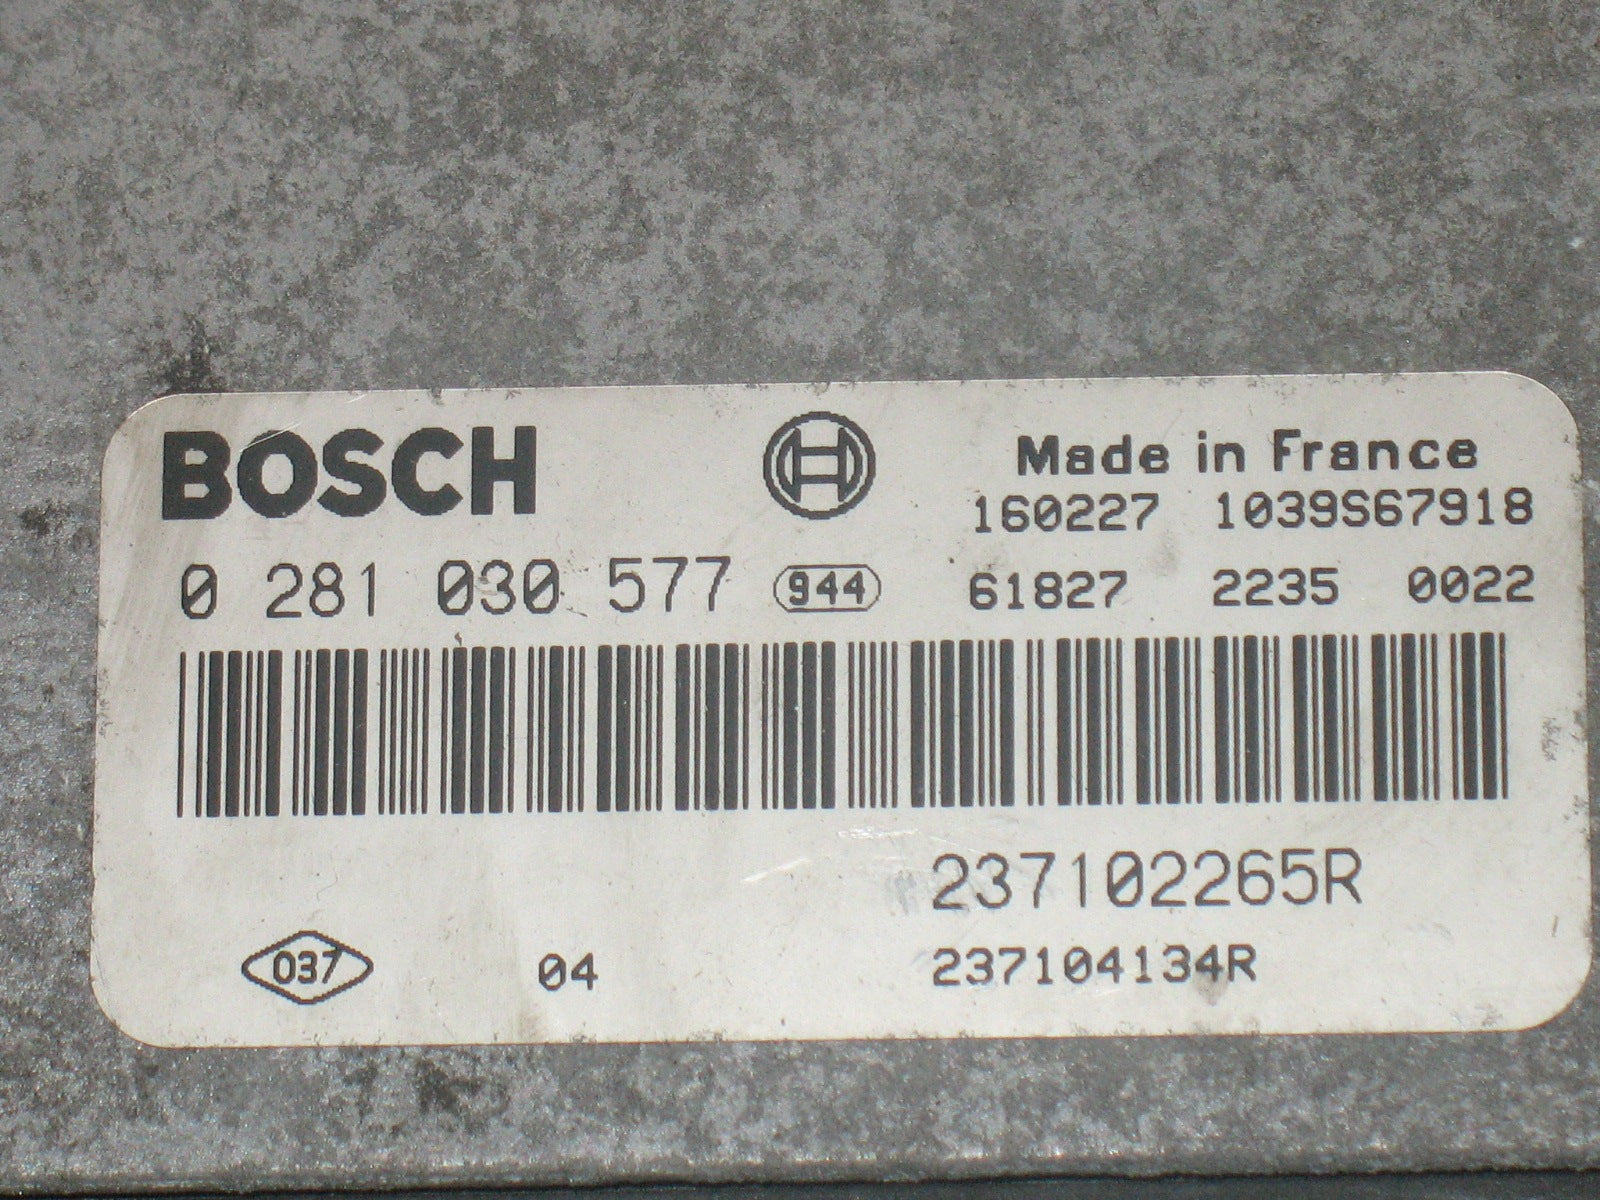 BOSCH
Made in France
160227 1039S67918
0 281 030 577 944 61827 2235 0022
237102265R
037 04 237104134R